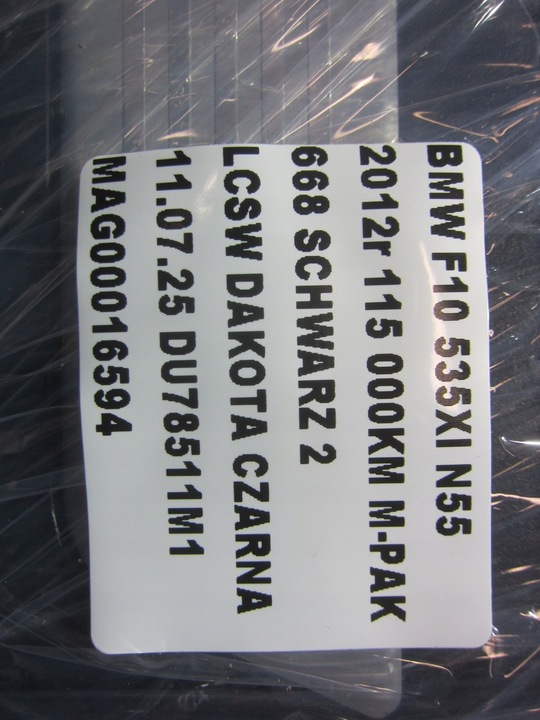 BMW F10 535XI N55
2012r 115 000KM M-PAK
668 SCHWARZ 2
LCSW DAKOTA CZARNA
11.07.25 DU78511M1
MAG00016594